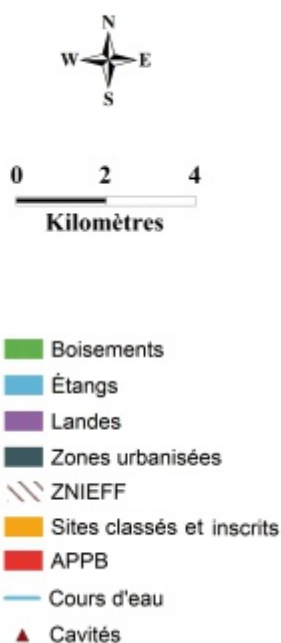 N
W E
S
0 2 4
Kilomètres
Boisements
Étangs
Landes
Zones urbanisées
ZNIEFF
Sites classés et inscrits
APPB
Cours d'eau
Cavités